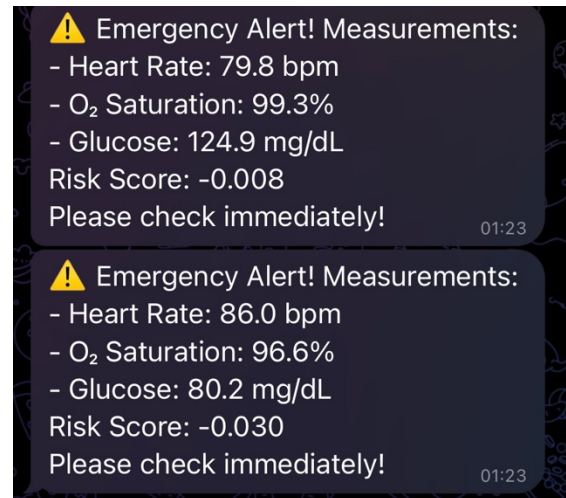 ⚠️ Emergency Alert! Measurements:
- Heart Rate: 79.8 bpm
- O₂ Saturation: 99.3%
- Glucose: 124.9 mg/dL
Risk Score: -0.008
Please check immediately!
01:23
⚠️ Emergency Alert! Measurements:
- Heart Rate: 86.0 bpm
- O₂ Saturation: 96.6%
- Glucose: 80.2 mg/dL
Risk Score: -0.030
Please check immediately!
01:23